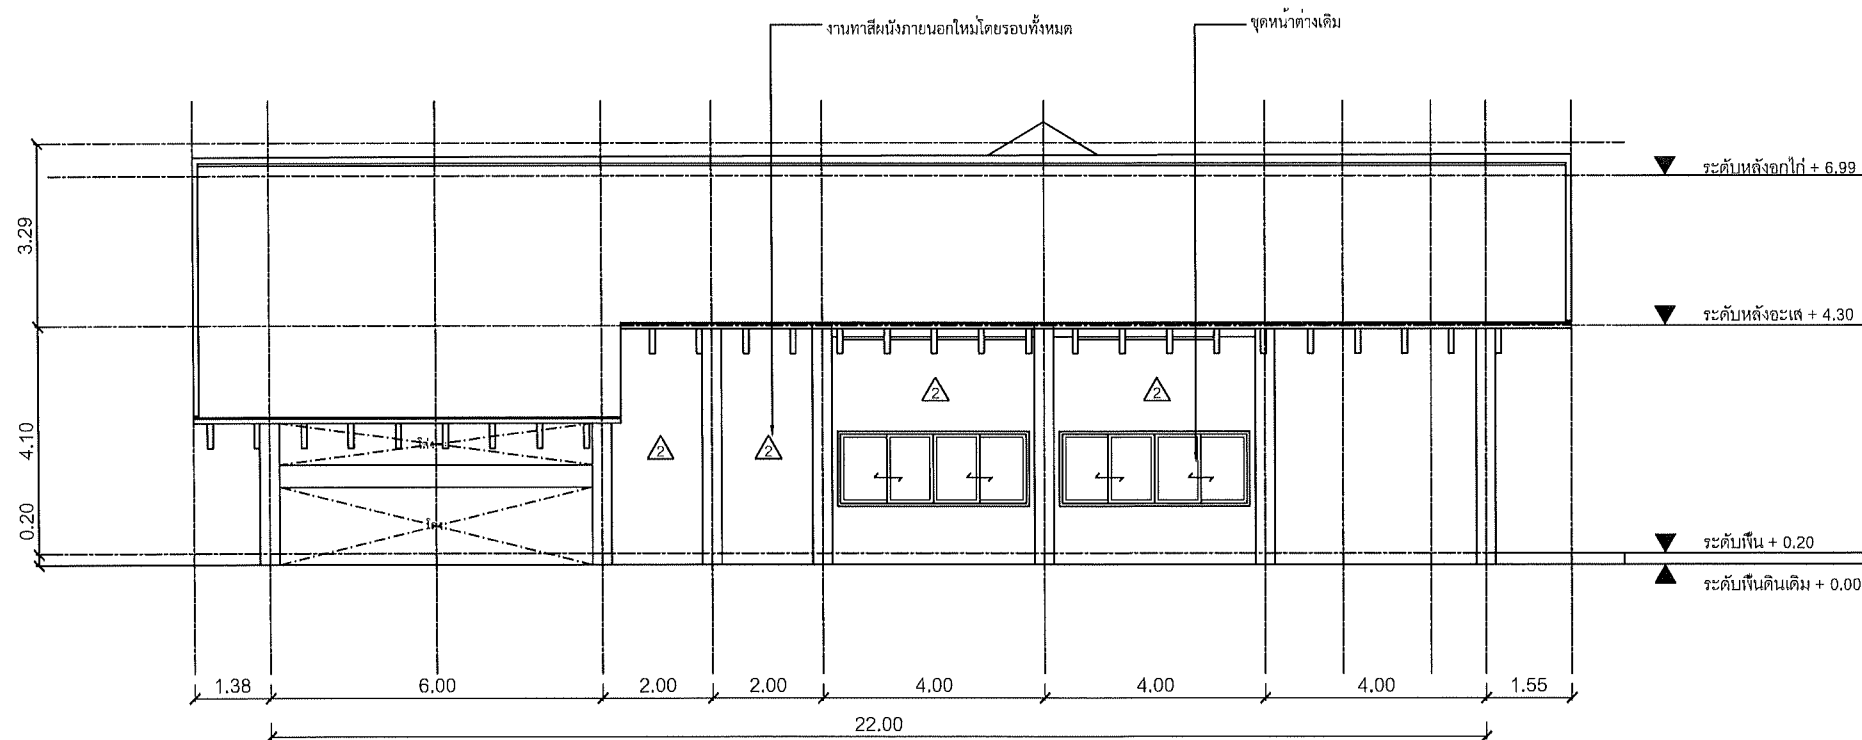 งานทาสีผนังภายนอกใหม่โดยรอบทั้งหมด
ชุดหน้าต่างเดิม
ระดับหลังอกไก่ + 6.99
3.29
ระดับหลังอะเส + 4.30
2
2
4.10
2
2
0.20
ระดับพื้น + 0.20
ระดับพื้นดินเดิม + 0.00
1.38
6.00
2.00
2.00
4.00
4.00
4.00
1.55
22.00